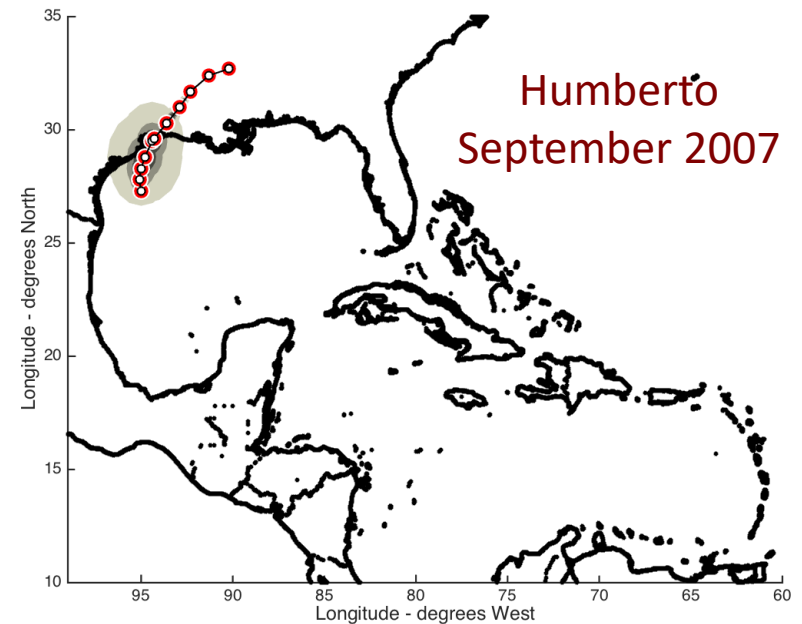 35
Humberto
September 2007
30
25
20
15
10
Longitude - degrees North
95 90 85 80 75 70 65 60
Longitude - degrees West